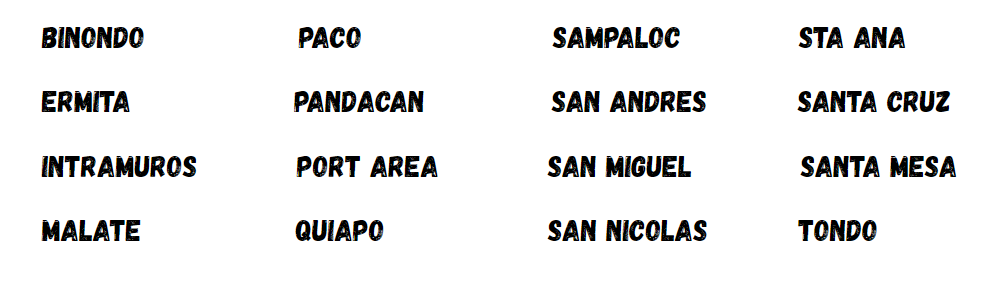 BINONDO PACO SAMPALOC STA ANA
ERMITA PANDACAN SAN ANDRES SANTA CRUZ
INTRAMUROS PORT AREA SAN MIGUEL SANTA MESA
MALATE QUIAPO SAN NICOLAS TONDO